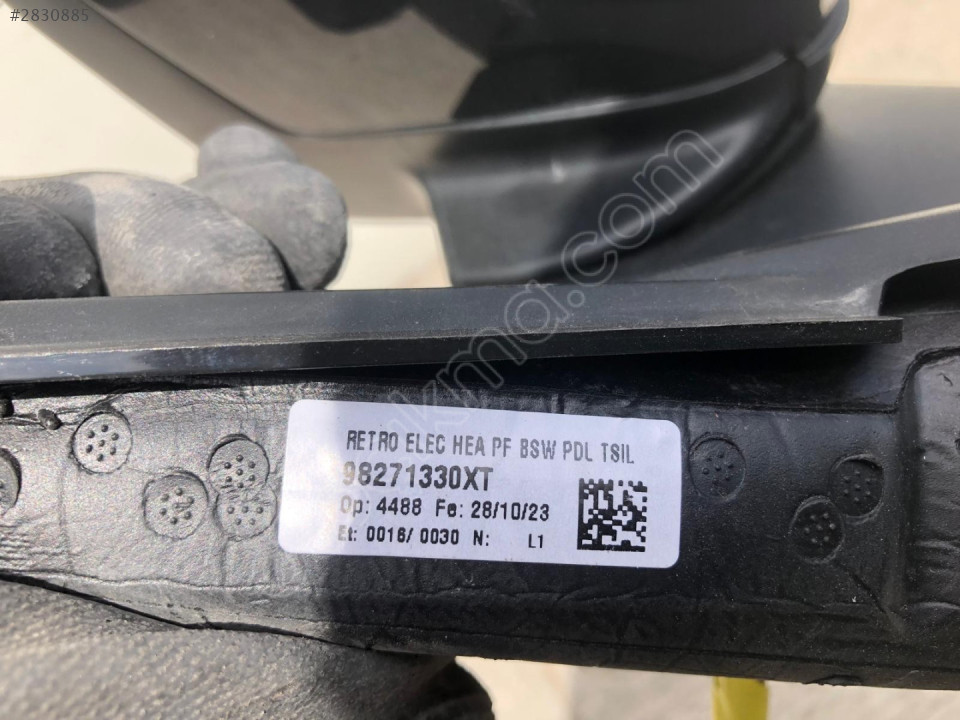 #2830885
RETRO ELEC HEA PF BSW PDL TSIL
98271330XT
Op: 4488 Fe: 28/10/23
Et: 0016/ 0030 N: L1